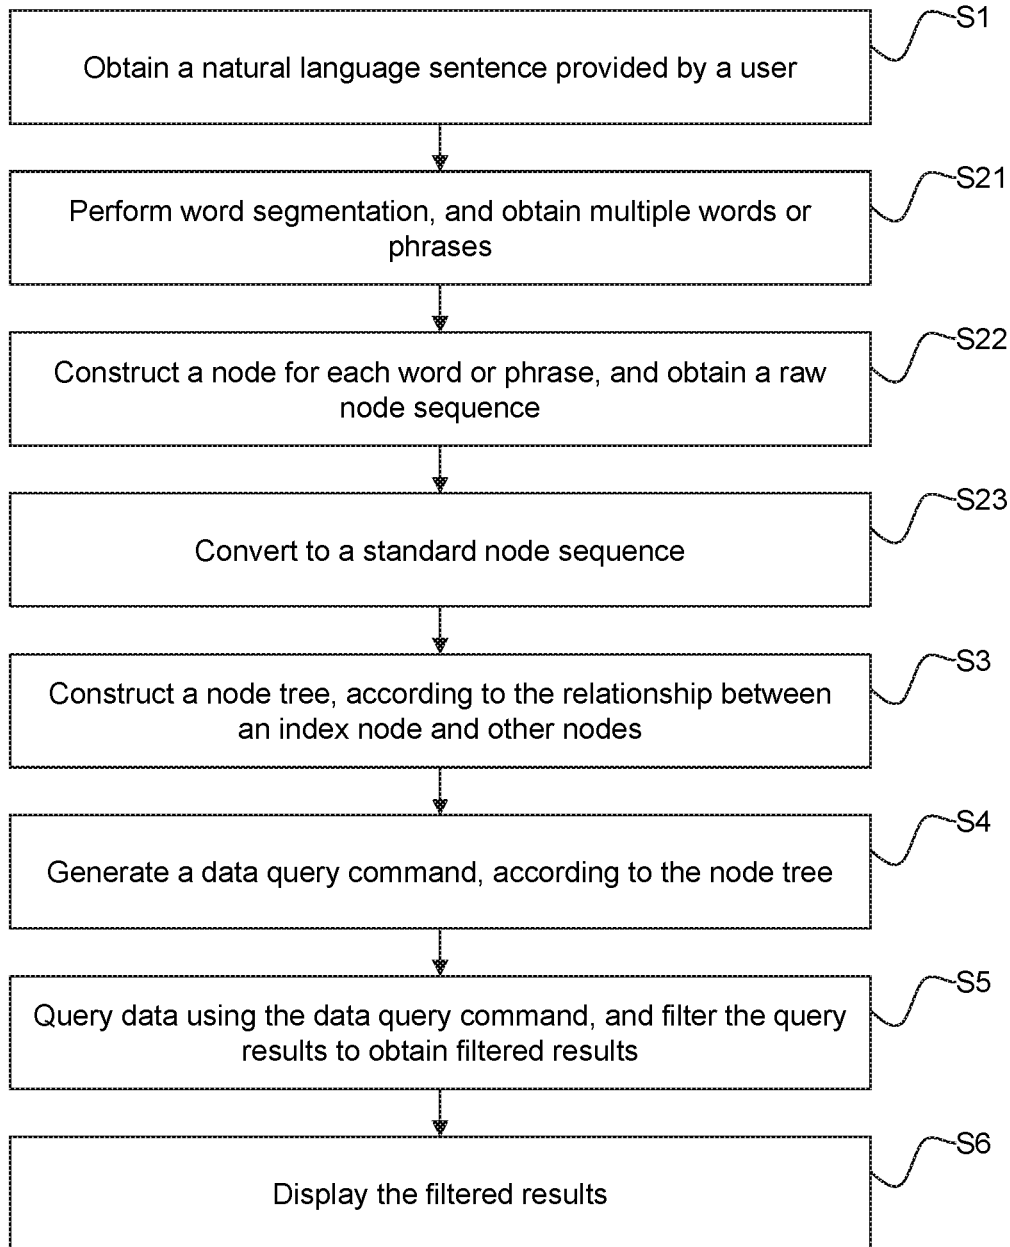 S1
Obtain a natural language sentence provided by a user
S21
Perform word segmentation, and obtain multiple words or
phrases
S22
Construct a node for each word or phrase, and obtain a raw
node sequence
S23
Convert to a standard node sequence
S3
Construct a node tree, according to the relationship between
an index node and other nodes
S4
Generate a data query command, according to the node tree
S5
Query data using the data query command, and filter the query
results to obtain filtered results
S6
Display the filtered results